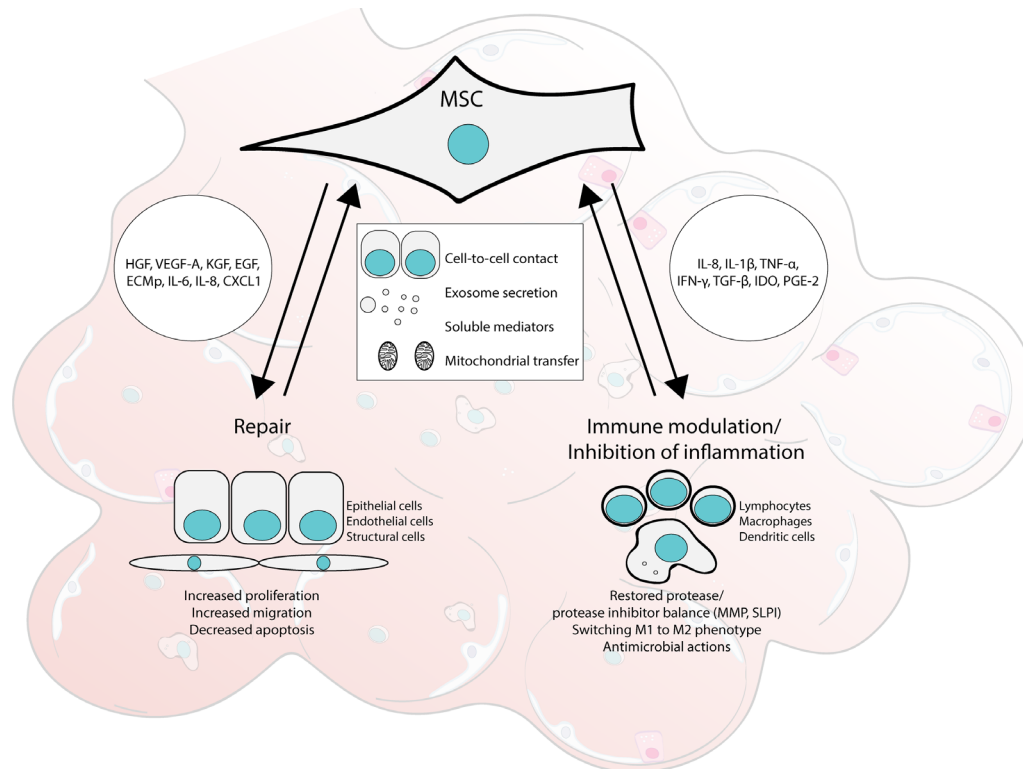 MSC
HGF, VEGF-A, KGF, EGF,
ECMp, IL-6, IL-8, CXCL1
Cell-to-cell contact
Exosome secretion
Soluble mediators
Mitochondrial transfer
IL-8, IL-1β, TNF-α,
IFN-γ, TGF-β, IDO, PGE-2
Repair
Epithelial cells
Endothelial cells
Structural cells
Increased proliferation
Increased migration
Decreased apoptosis
Immune modulation/
Inhibition of inflammation
Lymphocytes
Macrophages
Dendritic cells
Restored protease/
protease inhibitor balance (MMP, SLPI)
Switching M1 to M2 phenotype
Antimicrobial actions